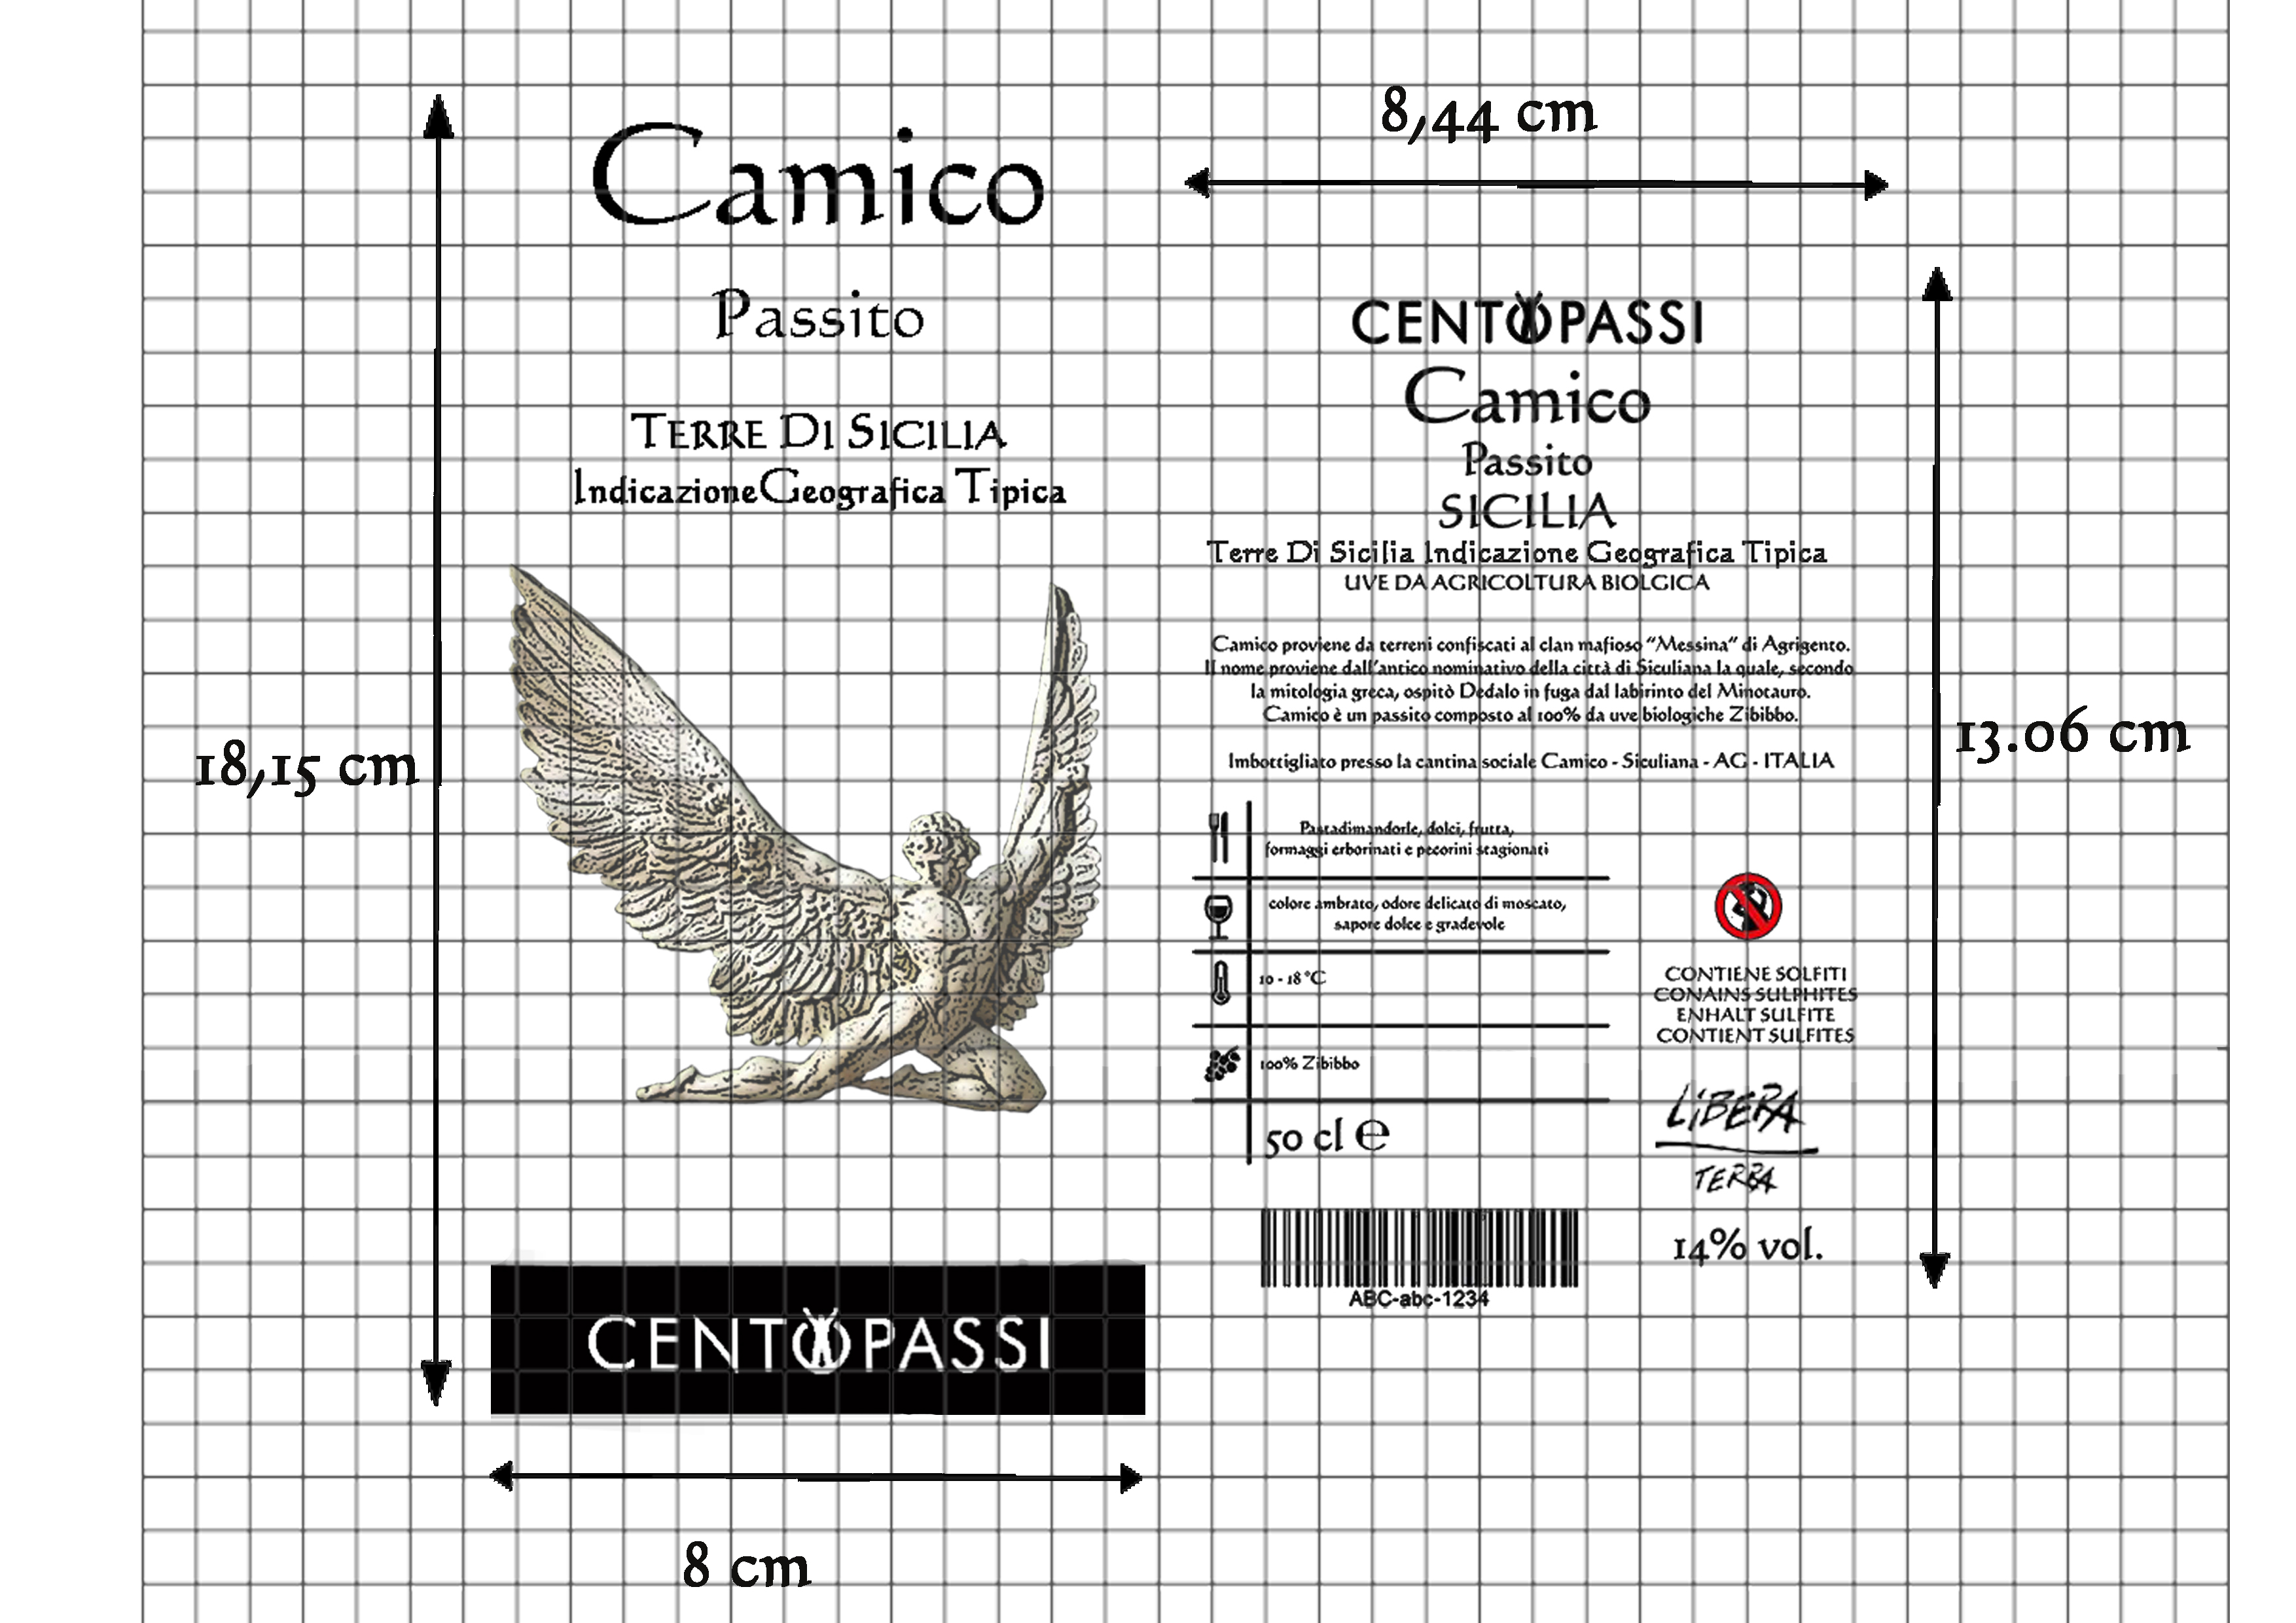 Camico
Passito
TERRE DI SICILIA
IndicazioneGeografica Tipica
18,15 cm
CENTOPASSI
8 cm
8,44 cm
CENTOPASSI
Camico
Passito
SICILIA
Terre Di Sicilia Indicazione Geografica Tipica
UVE DA AGRICOLTURA BIOLGICA
Camico proviene da terreni confiscati al clan mafioso “Messina” di Agrigento.
Il nome proviene dall'antico nominativo della città di Siculiana la quale, secondo
la mitologia greca, ospitò Dedalo in fuga dal labirinto del Minotauro.
Camico è un passito composto al 100% da uve biologiche Zibibbo.
Imbottigliato presso la cantina sociale Camico - Siculiana - AG - ITALIA
Pastadimandorle, dolci, frutta,
formaggi erborinati e pecorini stagionati
colore ambrato, odore delicato di moscato,
sapore dolce e gradevole
10 - 18 °C
100% Zibibbo
50 cl ℮
ABC-abc-1234
CONTIENE SOLFITI
CONAINS SULPHITES
ENHALT SULFITE
CONTIENT SULFITES
LiBERA
TERRA
14% vol.
13.06 cm